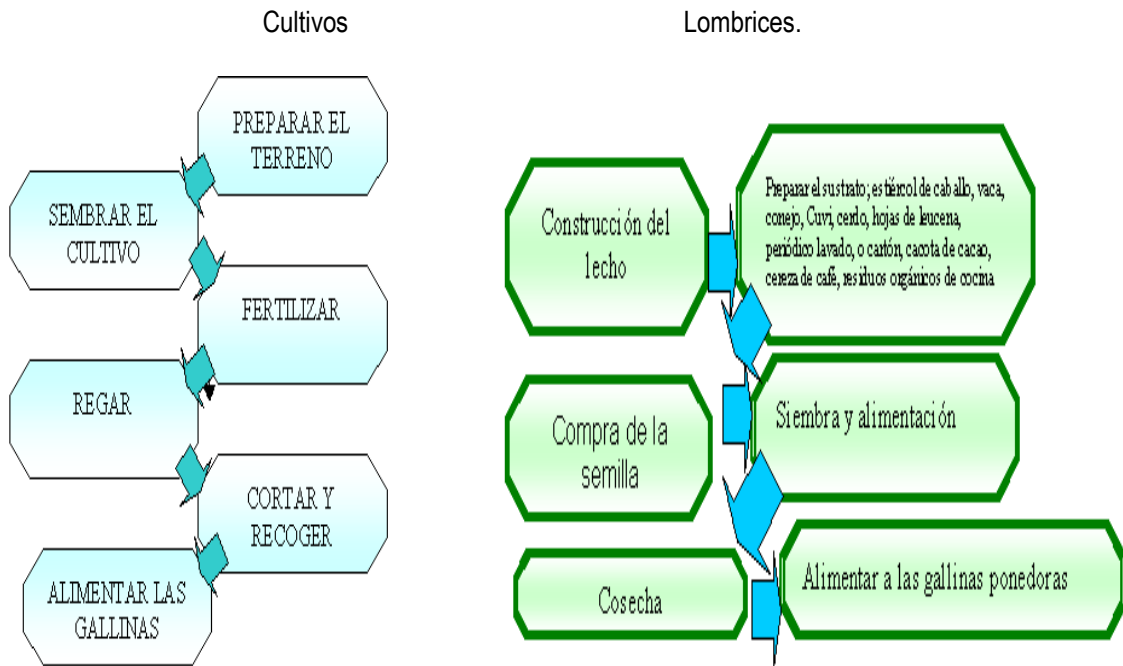 Cultivos
Lombrices.
PREPARAR EL
TERRENO
SEMBRAR EL
CULTIVO
FERTILIZAR
REGAR
CORTAR Y
RECOGER
ALIMENTAR LAS
GALLINAS
Construcción del
lecho
Preparar el sustrato; estiércol de caballo, vaca,
conejo, Cuvi, cerdo, hojas de leucena,
periódico lavado, o cartón, cacota de cacao,
cereza de café, residuos orgánicos de cocina
Compra de la
semilla
Siembra y alimentación
Cosecha
Alimentar a las gallinas ponedoras